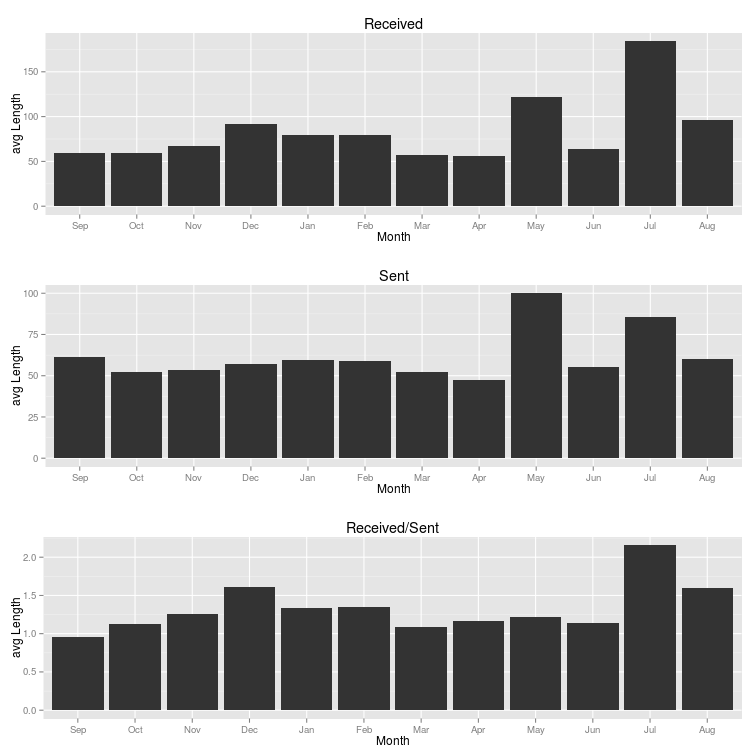 Received
avg Length
150
100
50
0
Sep Oct Nov Dec Jan Feb Mar Apr May Jun Jul Aug
Month
Sent
avg Length
100
75
50
25
0
Sep Oct Nov Dec Jan Feb Mar Apr May Jun Jul Aug
Month
Received/Sent
avg Length
2.0
1.5
1.0
0.5
0.0
Sep Oct Nov Dec Jan Feb Mar Apr May Jun Jul Aug
Month